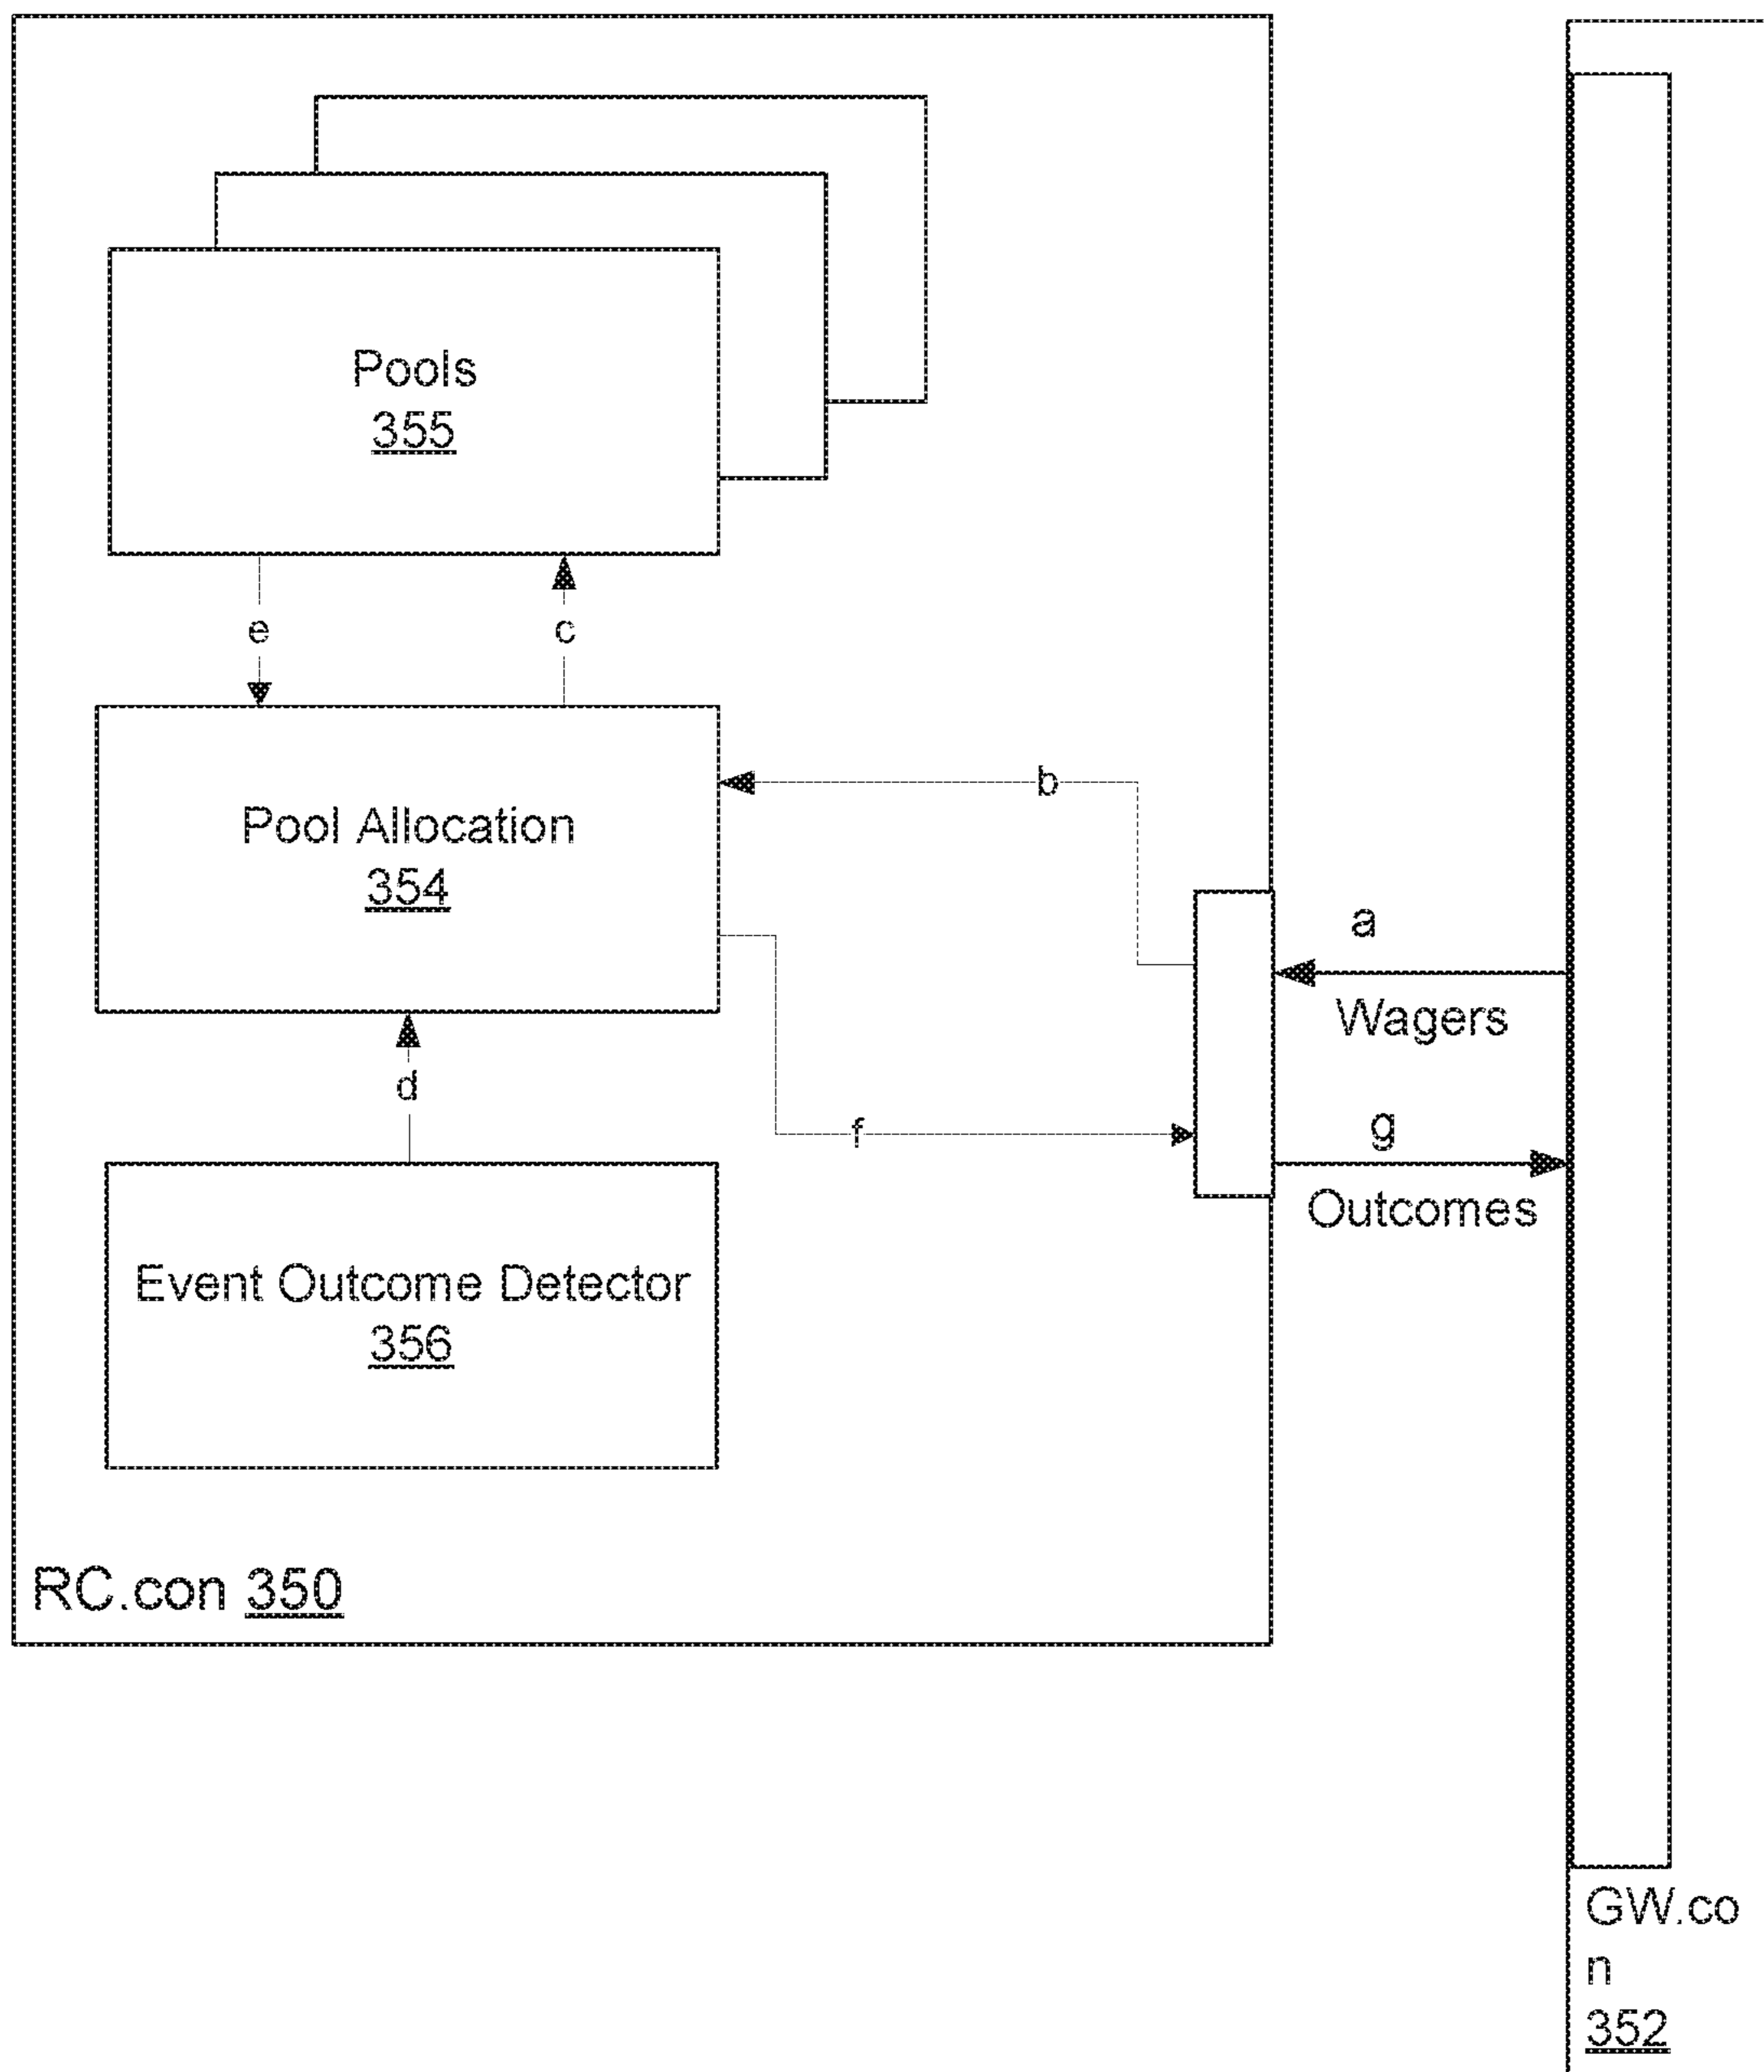 Pools
355
e
c
b
Pool Allocation
354
a
Wagers
d
f
g
Outcomes
Event Outcome Detector
356
RC.con 350
GW.co
n
352